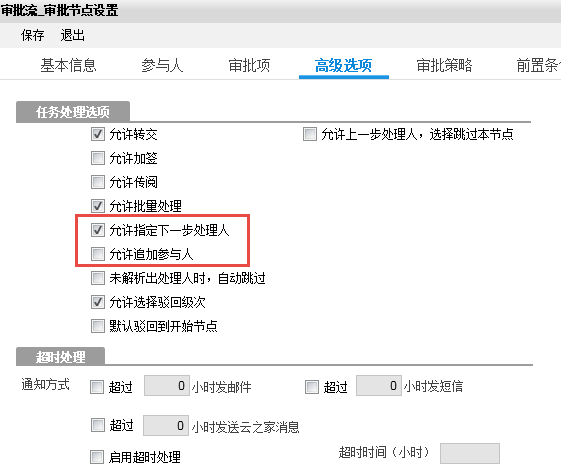 审批流_审批节点设置
保存 退出
基本信息 参与人 审批项 高级选项 审批策略 前置条
任务处理选项
允许转交 允许上一步处理人，选择跳过本节点
允许加签
允许传阅
允许批量处理
允许指定下一步处理人
允许追加参与人
未解析出处理人时，自动跳过
允许选择驳回级次
默认驳回到开始节点
超时处理
通知方式 超过 0 小时发邮件 超过 0 小时发短信
超过 0 小时发送云之家消息
启用超时处理 超时时间（小时）